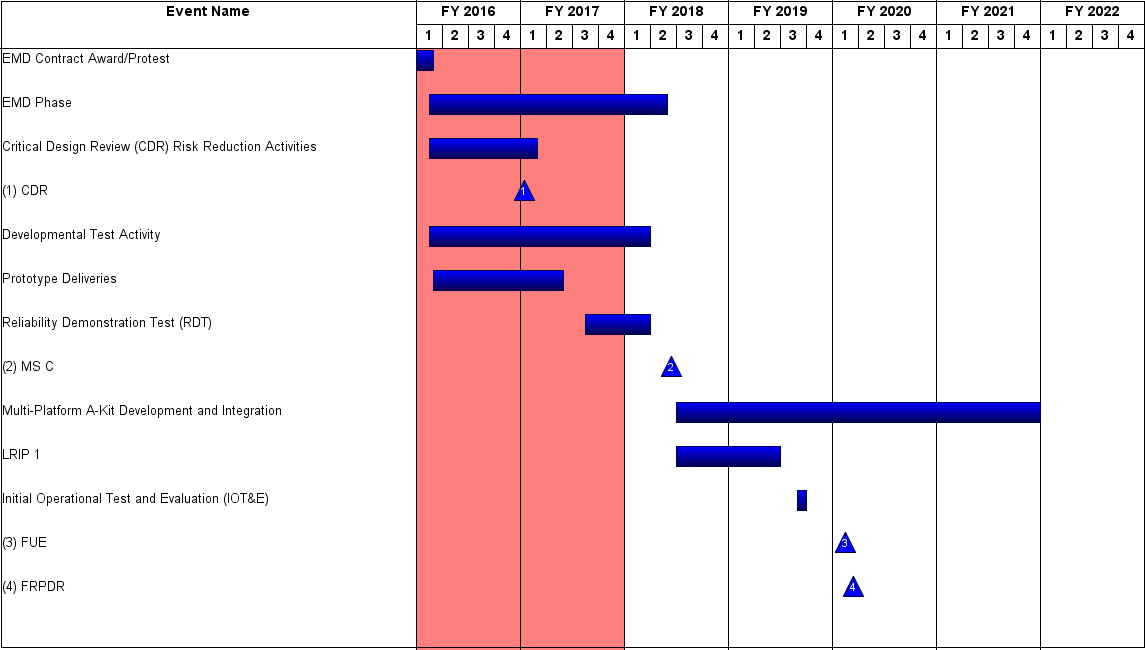 Event Name FY 2016 FY 2017 FY 2018 FY 2019 FY 2020 FY 2021 FY 2022
1 2 3 4 1 2 3 4 1 2 3 4 1 2 3 4 1 2 3 4 1 2 3 4 1 2 3 4
EMD Contract Award/Protest
EMD Phase
Critical Design Review (CDR) Risk Reduction Activities
(1) CDR 1
Developmental Test Activity
Prototype Deliveries
Reliability Demonstration Test (RDT)
(2) MS C 2
Multi-Platform A-Kit Development and Integration
LRIP 1
Initial Operational Test and Evaluation (IOT&E)
(3) FUE 3
(4) FRPDR 4